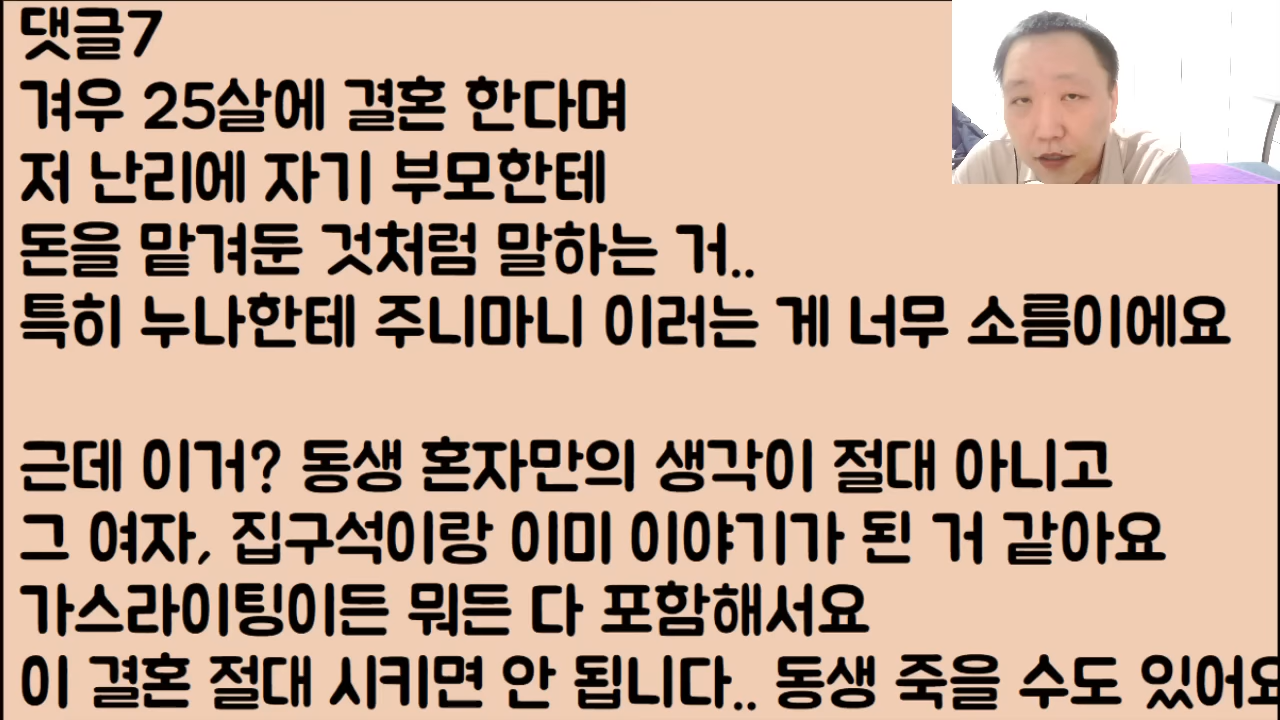 댓글7
겨우 25살에 결혼 한다며
저 난리에 자기 부모한테
돈을 맡겨둔 것처럼 말하는 거..
특히 누나한테 주니마니 이러는 게 너무 소름이에요
근데 이거? 동생 혼자만의 생각이 절대 아니고
그 여자, 집구석이랑 이미 이야기가 된 거 같아요
가스라이팅이든 뭐든 다 포함해서요
이 결혼 절대 시키면 안 됩니다.. 동생 죽을 수도 있어요